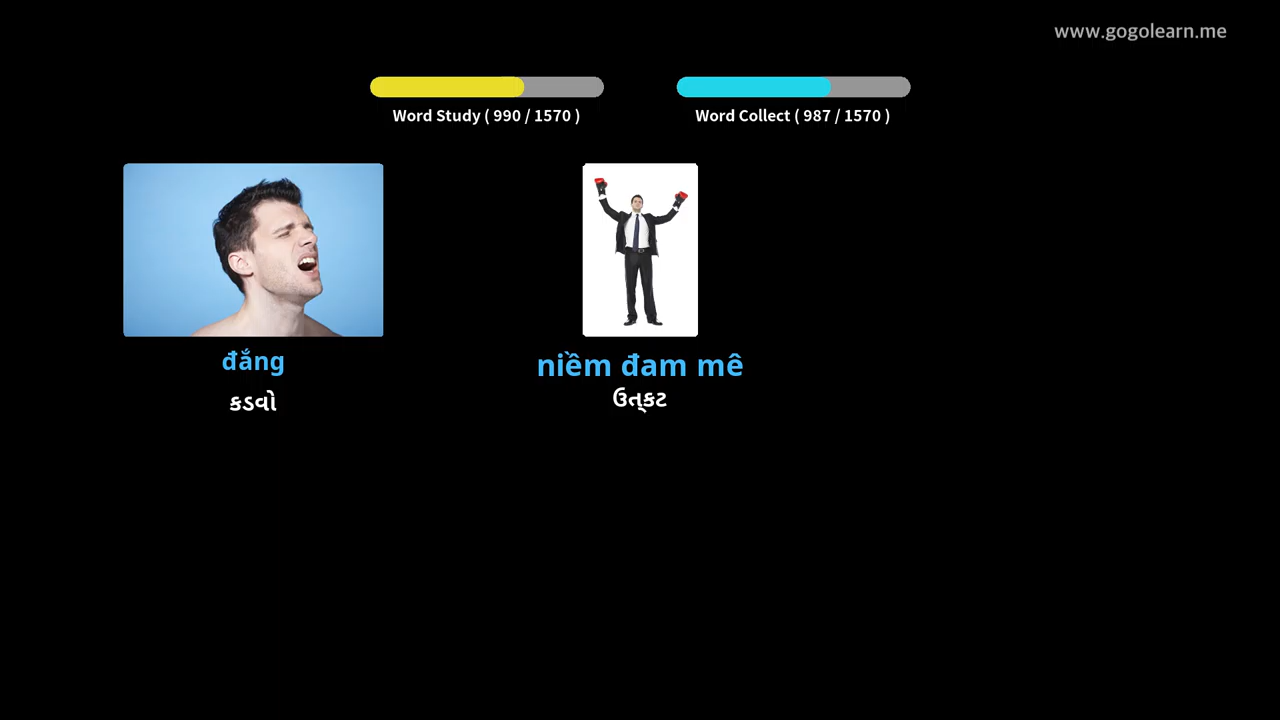 www.gogolearn.me
Word Study ( 990 / 1570 )
Word Collect ( 987 / 1570 )
đắng
કડવો
niềm đam mê
ઉત્કટ